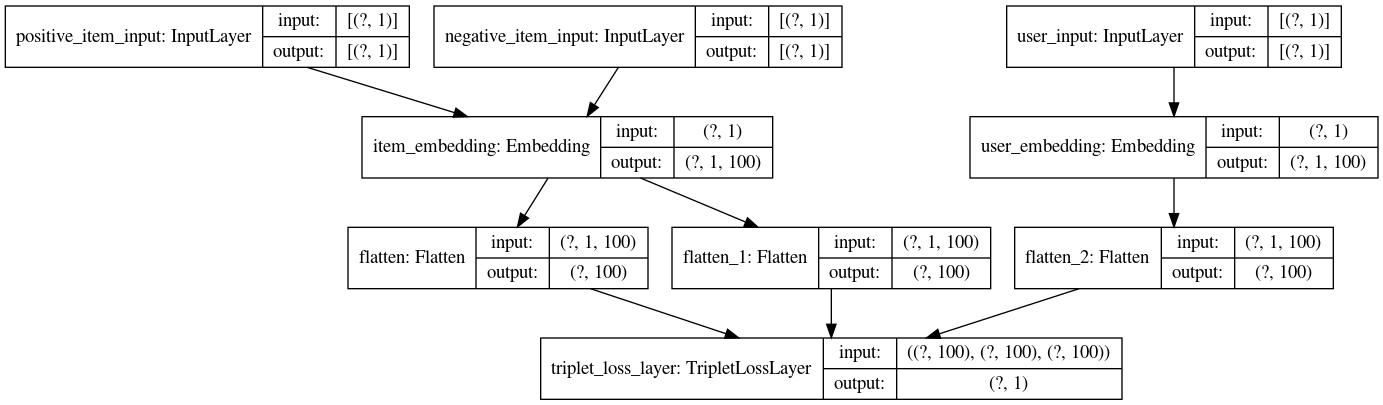 positive_item_input: InputLayer
input: [(?, 1)]
output: [(?, 1)]
negative_item_input: InputLayer
input: [(?, 1)]
output: [(?, 1)]
user_input: InputLayer
input: [(?, 1)]
output: [(?, 1)]
item_embedding: Embedding
input: (?, 1)
output: (?, 1, 100)
user_embedding: Embedding
input: (?, 1)
output: (?, 1, 100)
flatten: Flatten
input: (?, 1, 100)
output: (?, 100)
flatten_1: Flatten
input: (?, 1, 100)
output: (?, 100)
flatten_2: Flatten
input: (?, 1, 100)
output: (?, 100)
triplet_loss_layer: TripletLossLayer
input: ((?, 100), (?, 100), (?, 100))
output: (?, 1)